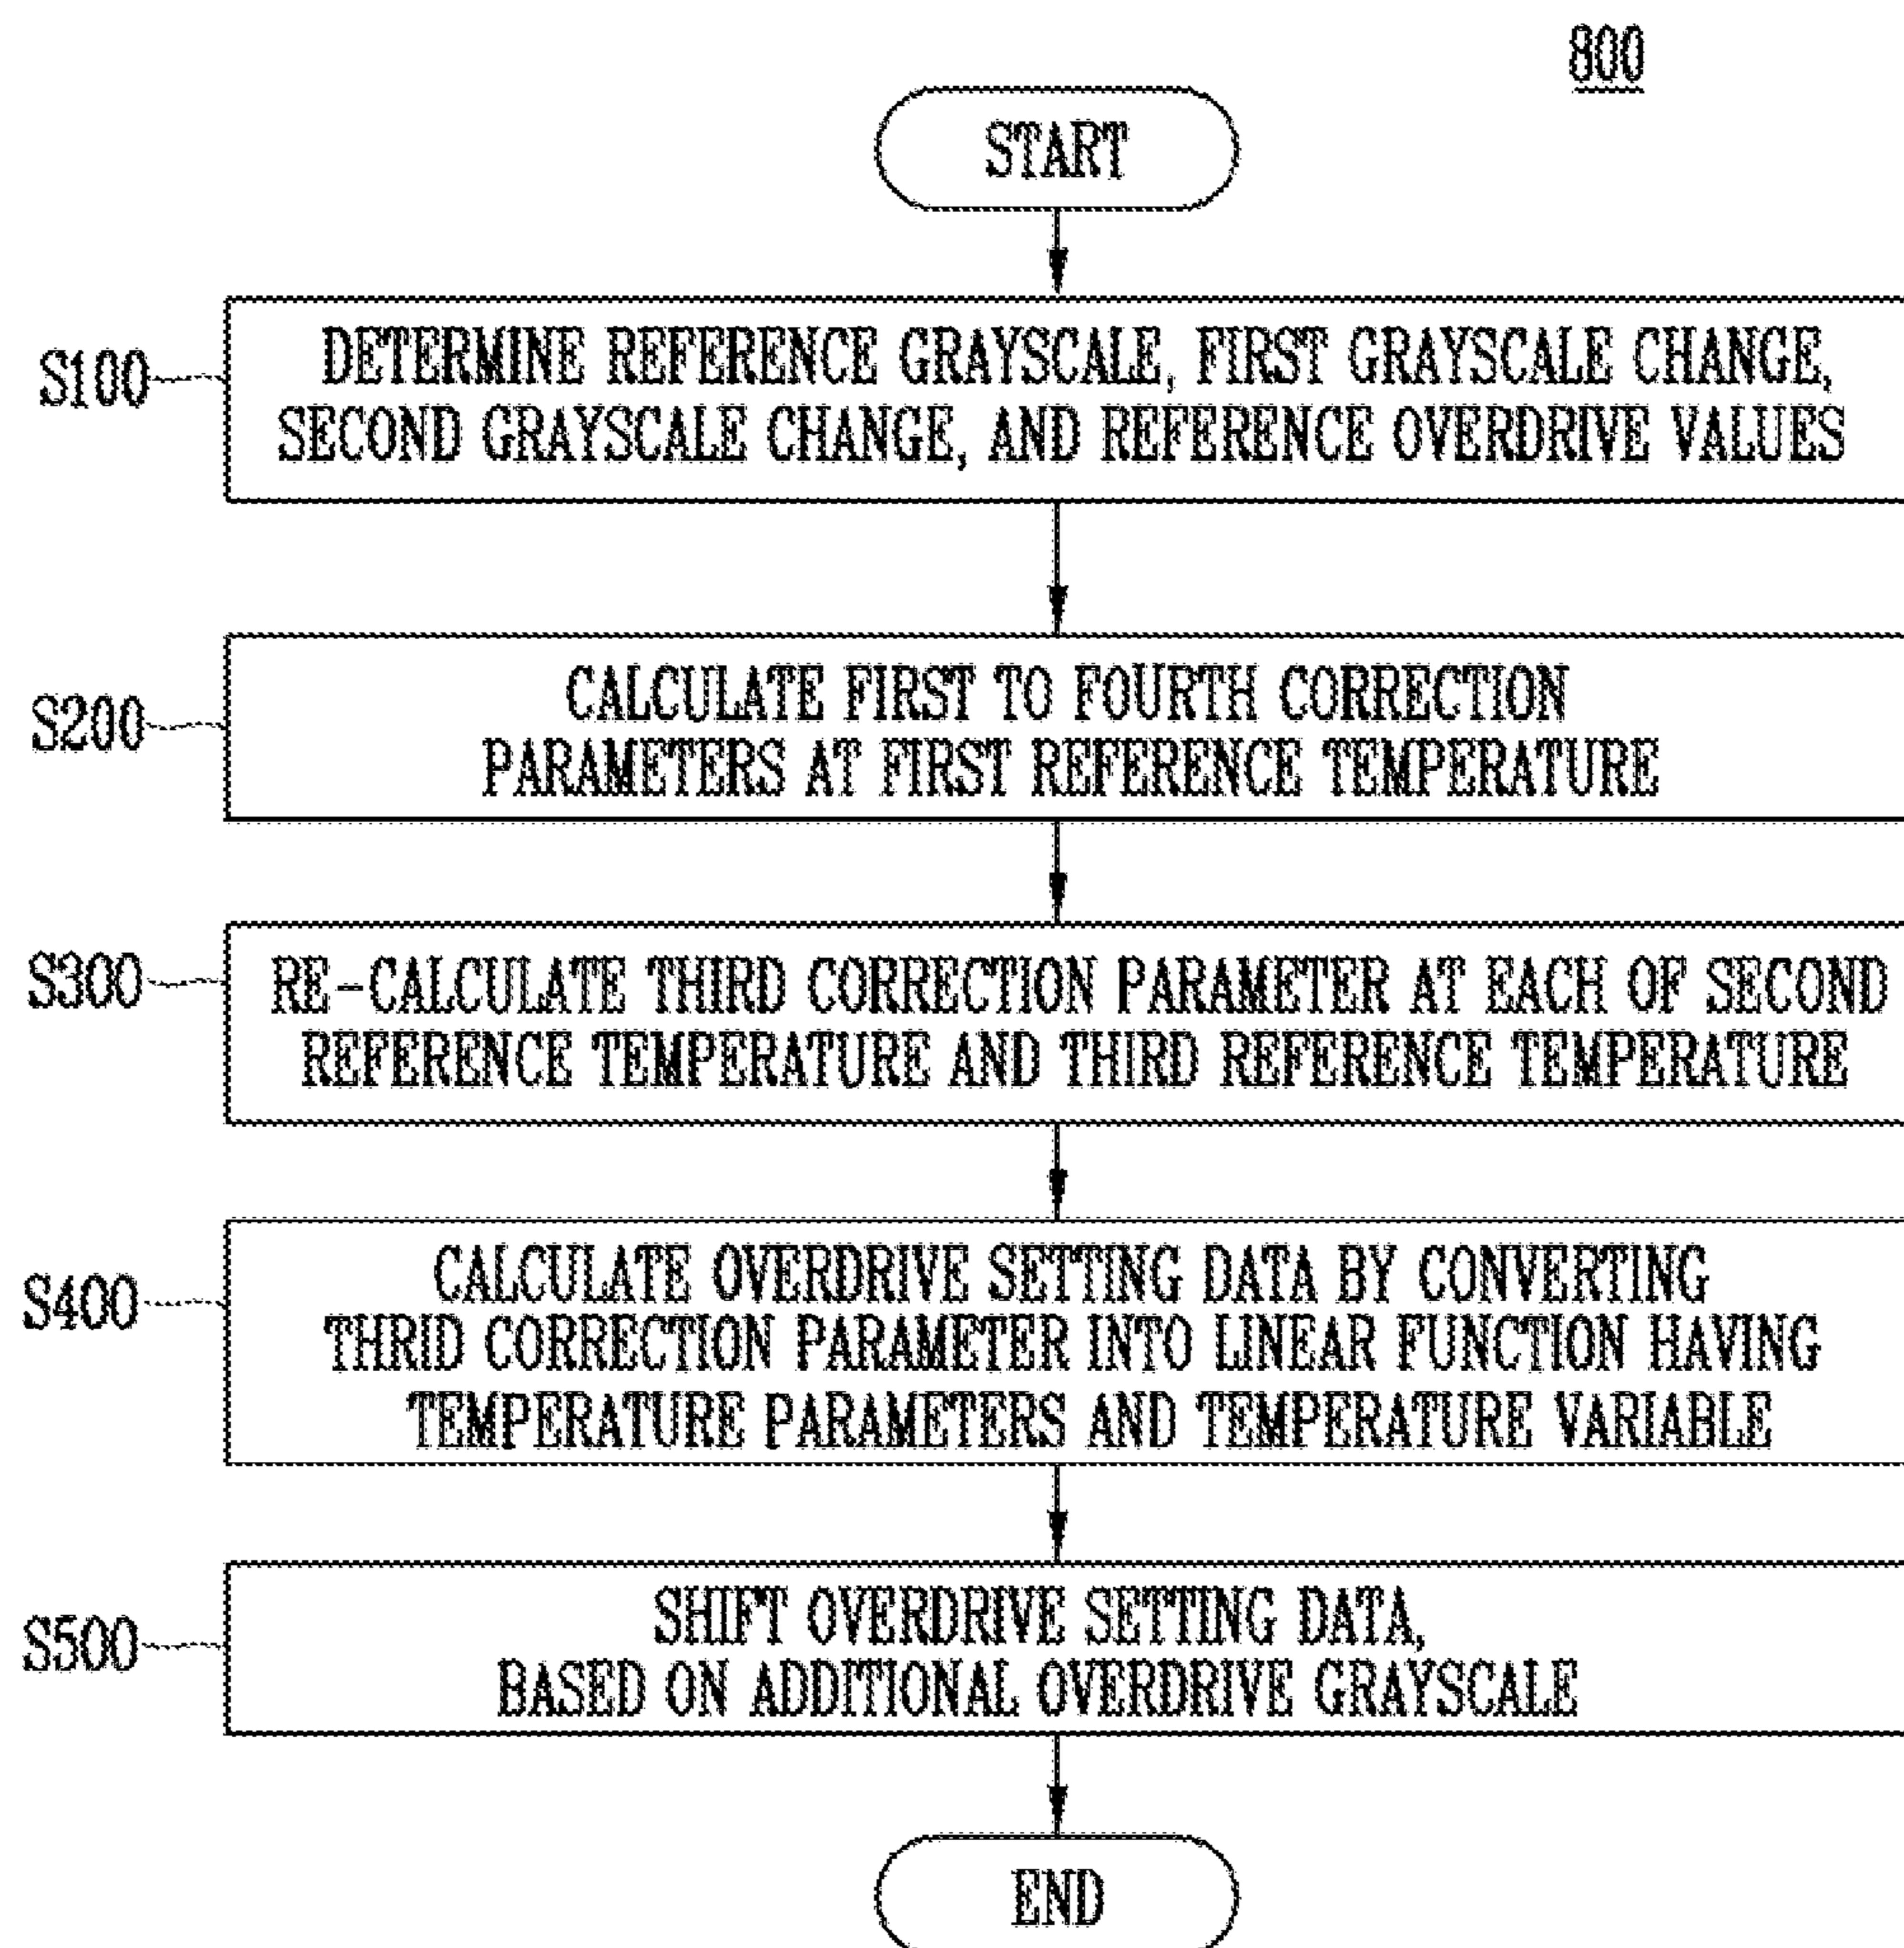 800
START
S100
DETERMINE REFERENCE GRAYSCALE, FIRST GRAYSCALE CHANGE,
SECOND GRAYSCALE CHANGE, AND REFERENCE OVERDRIVE VALUES
S200
CALCULATE FIRST TO FOURTH CORRECTION
PARAMETERS AT FIRST REFERENCE TEMPERATURE
S300
RE-CALCULATE THIRD CORRECTION PARAMETER AT EACH OF SECOND
REFERENCE TEMPERATURE AND THIRD REFERENCE TEMPERATURE
S400
CALCULATE OVERDRIVE SETTING DATA BY CONVERTING
THRID CORRECTION PARAMETER INTO LINEAR FUNCTION HAVING
TEMPERATURE PARAMETERS AND TEMPERATURE VARIABLE
S500
SHIFT OVERDRIVE SETTING DATA,
BASED ON ADDITIONAL OVERDRIVE GRAYSCALE
END